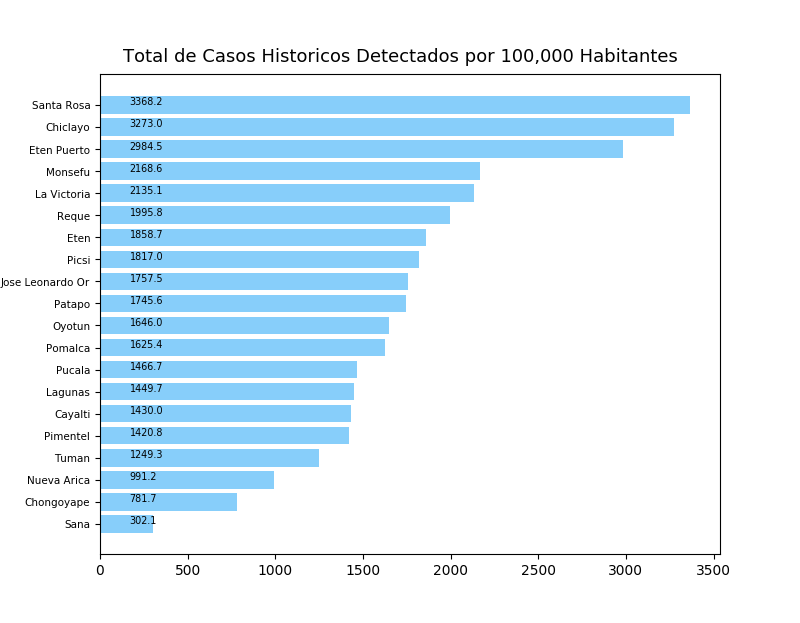 Total de Casos Historicos Detectados por 100,000 Habitantes
Santa Rosa 3368.2
Chiclayo 3273.0
Eten Puerto 2984.5
Monsefu 2168.6
La Victoria 2135.1
Reque 1995.8
Eten 1858.7
Picsi 1817.0
Jose Leonardo Or 1757.5
Patapo 1745.6
Oyotun 1646.0
Pomalca 1625.4
Pucala 1466.7
Lagunas 1449.7
Cayalti 1430.0
Pimentel 1420.8
Tuman 1249.3
Nueva Arica 991.2
Chongoyape 781.7
Sana 302.1
0 500 1000 1500 2000 2500 3000 3500